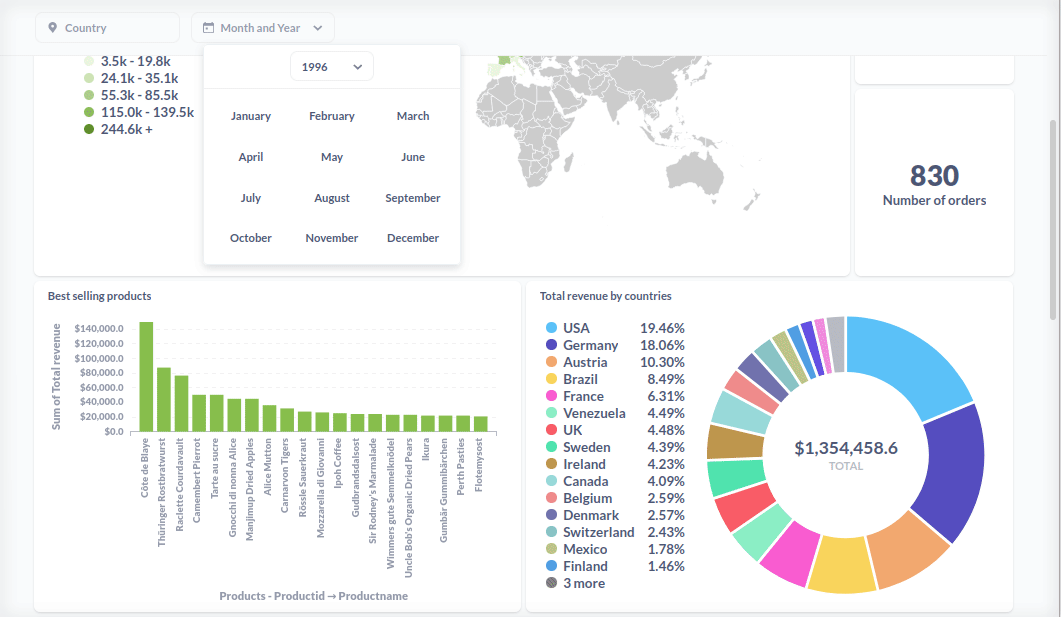 Country
Month and Year
1996
January February March
April May June
July August September
October November December
3.5k - 19.8k
24.1k - 35.1k
55.3k - 85.5k
115.0k - 139.5k
244.6k +
830
Number of orders
Best selling products
Sum of Total revenue
$140,000.0
$120,000.0
$100,000.0
$80,000.0
$60,000.0
$40,000.0
$20,000.0
$0.0
Côte de Blaye
Thüringer Rostbratwurst
Raclette Courdavault
Camembert Pierrot
Tarte au sucre
Gnocchi di nonna Alice
Manjimup Dried Apples
Alice Mutton
Carnarvon Tigers
Rössle Sauerkraut
Mozzarella di Giovanni
Ipoh Coffee
Gudbrandsdalsost
Sir Rodney's Marmalade
Wimmers gute Semmelknödel
Uncle Bob's Organic Dried Pears
Ikura
Gumbär Gummibärchen
Perth Pasties
Flotemysost
Products - Productid → Productname
Total revenue by countries
USA 19.46%
Germany 18.06%
Austria 10.30%
Brazil 8.49%
France 6.31%
Venezuela 4.49%
UK 4.48%
Sweden 4.39%
Ireland 4.23%
Canada 4.09%
Belgium 2.59%
Denmark 2.57%
Switzerland 2.43%
Mexico 1.78%
Finland 1.46%
3 more
$1,354,458.6
TOTAL